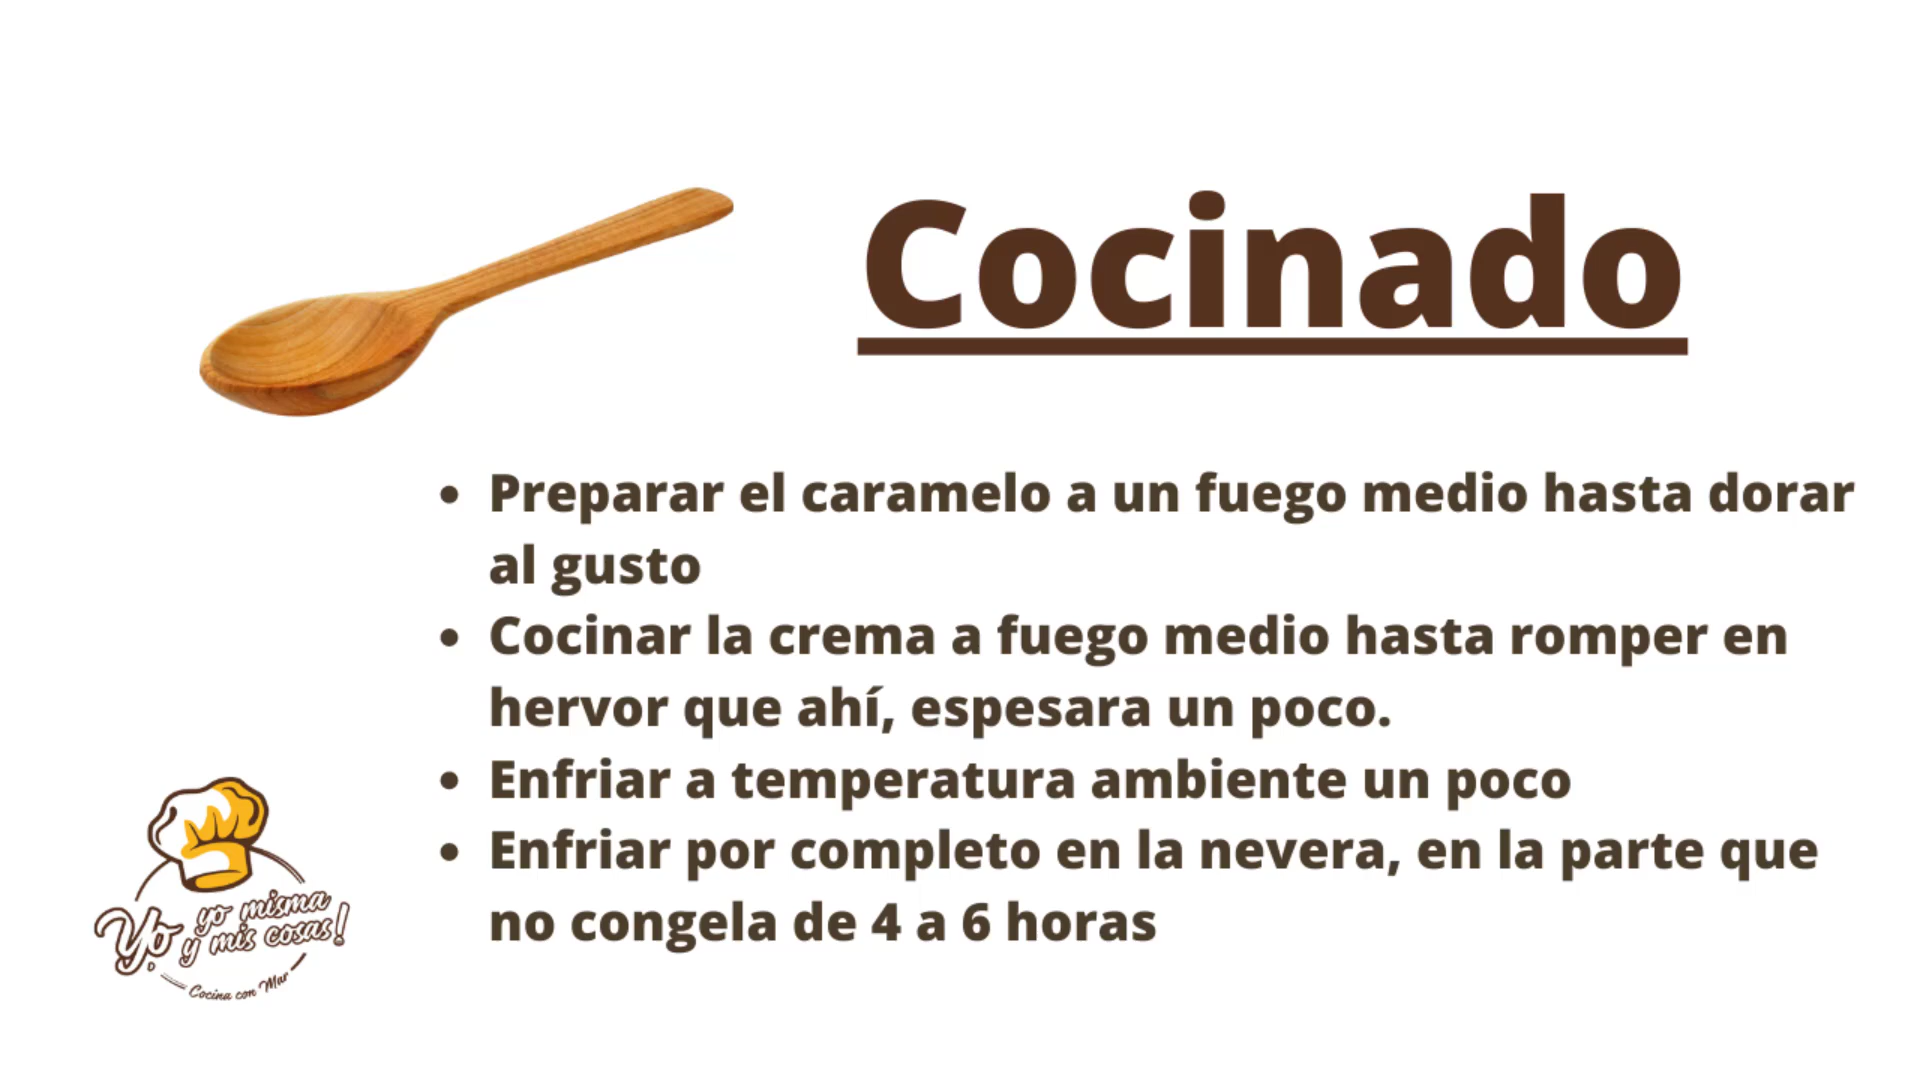 Cocinado
• Preparar el caramelo a un fuego medio hasta dorar
al gusto
• Cocinar la crema a fuego medio hasta romper en
hervor que ahí, espesara un poco.
• Enfriar a temperatura ambiente un poco
• Enfriar por completo en la nevera, en la parte que
no congela de 4 a 6 horas
Yo, yo misma
y mis cosas!
Cocina con Mar